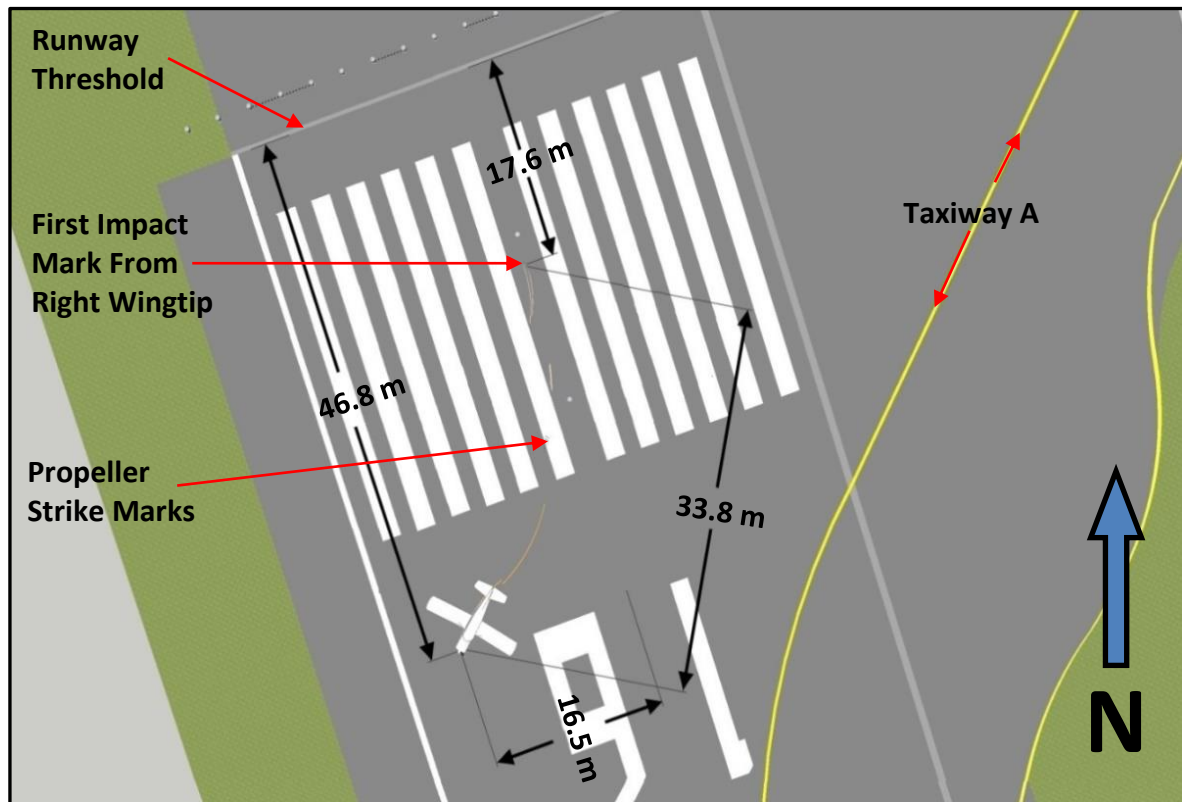 Runway
Threshold
17.6 m
First Impact
Mark From
Right Wingtip
Taxiway A
46.8 m
Propeller
Strike Marks
33.8 m
16.5 m
N